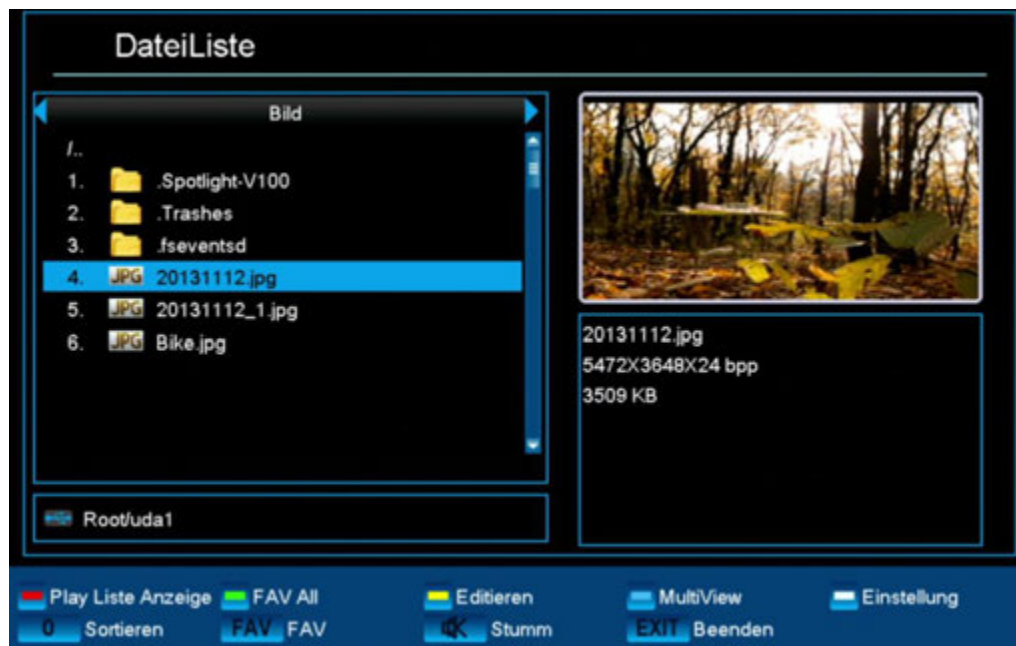 DateiListe
Bild
/..
1. .Spotlight-V100
2. .Trashes
3. .fseventsd
4. JPG 20131112.jpg
5. JPG 20131112_1.jpg
6. JPG Bike.jpg
20131112.jpg
5472X3648X24 bpp
3509 KB
Root/uda1
Play Liste Anzeige FAV All Editieren MultiView Einstellung
0 Sortieren FAV FAV Stumm EXIT Beenden